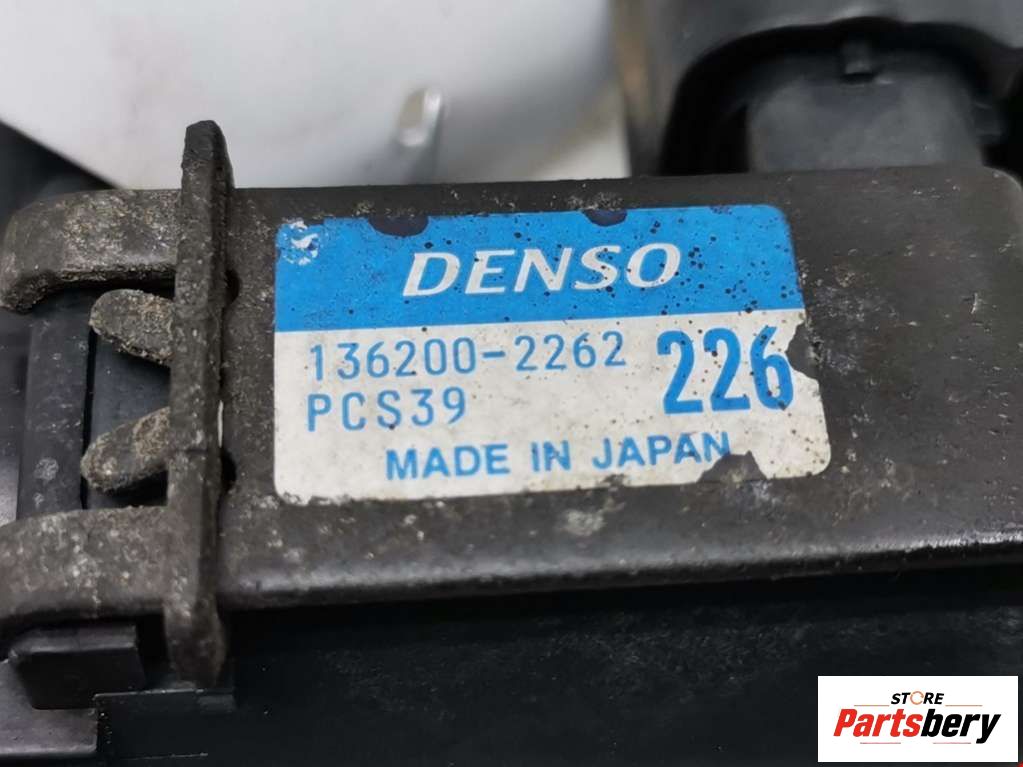 DENSO
136200-2262 226
PCS39
MADE IN JAPAN
STORE
Partsbery